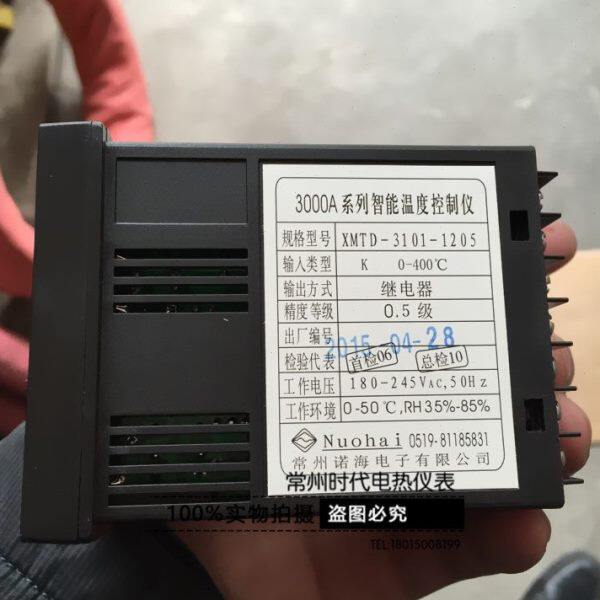 3000A系列智能温度控制仪
规格型号 XMTD-3101-1205
输入类型 K 0-400℃
输出方式 继电器
精度等级 0.5 级
出厂编号 2015-04-28
检验代表 首检06 总检10
工作电压 180-245VAC,50Hz
工作环境 0-50℃,RH35%-85%
Nuohai 0519-81185831
常州诺海电子有限公司
常州时代电热仪表
100%实物拍摄 盗图必究
TEL:18015008199